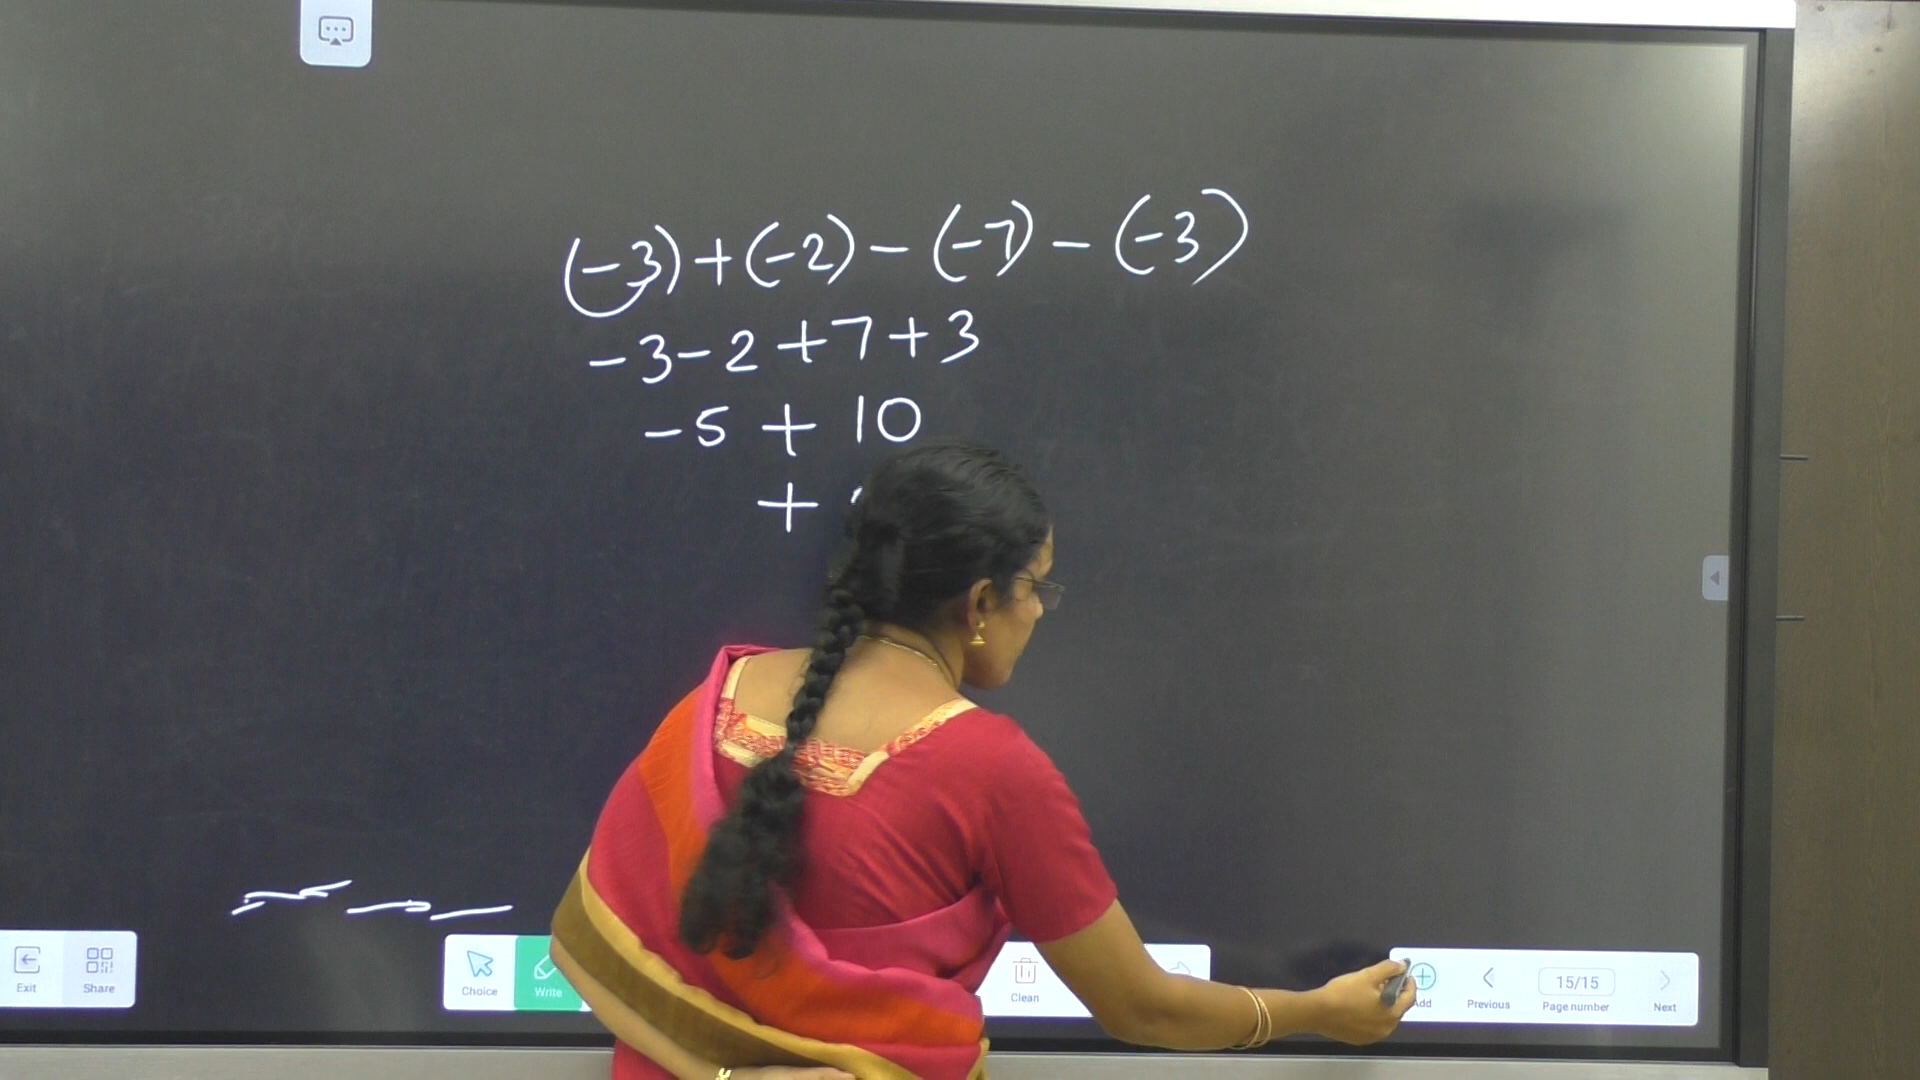 (-3) + (-2) - (-7) - (-3)
-3 - 2 + 7 + 3
-5 + 10
+
Exit
Share
Choice
Write
Clean
Add
Previous
15/15
Page number
Next